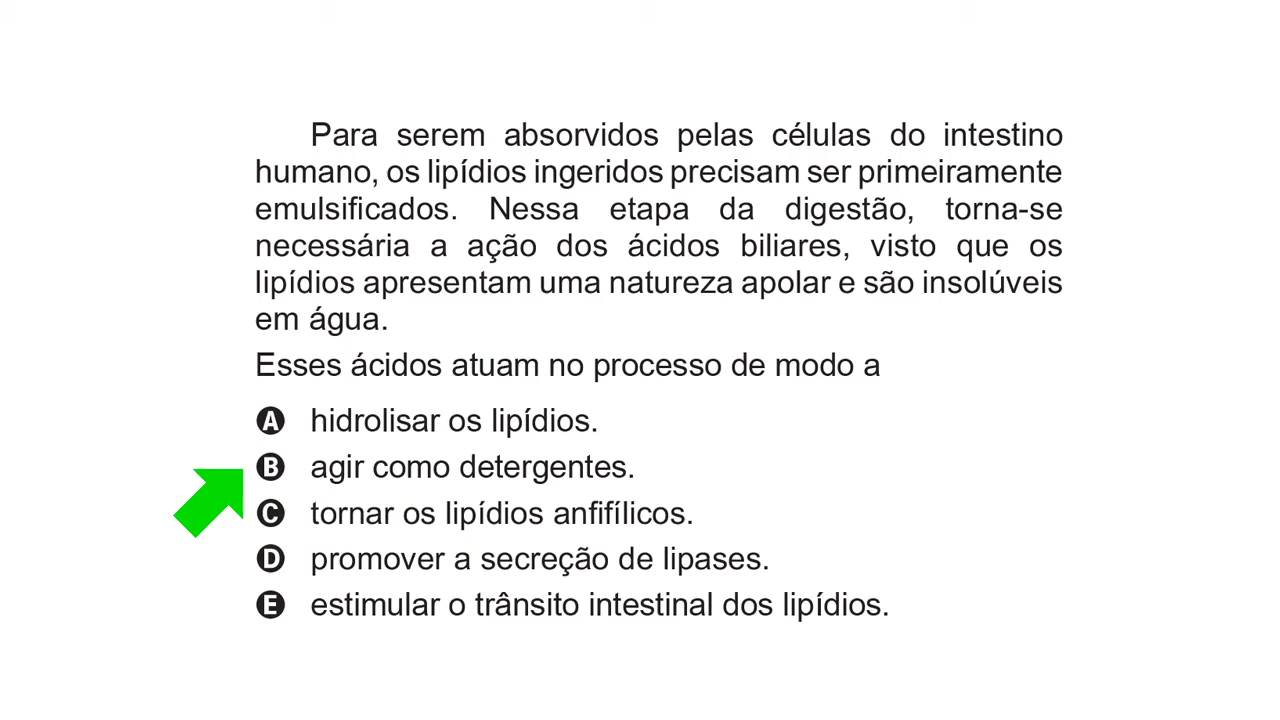 Para serem absorvidos pelas células do intestino
humano, os lipídios ingeridos precisam ser primeiramente
emulsificados. Nessa etapa da digestão, torna-se
necessária a ação dos ácidos biliares, visto que os
lipídios apresentam uma natureza apolar e são insolúveis
em água.
Esses ácidos atuam no processo de modo a
A hidrolisar os lipídios.
B agir como detergentes.
C tornar os lipídios anfifílicos.
D promover a secreção de lipases.
E estimular o trânsito intestinal dos lipídios.